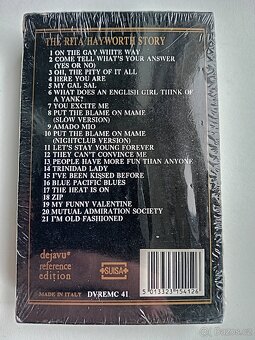 THE RITA HAYWORTH STORY
1 ON THE GAY WHITE WAY
2 COME TELL WHAT'S YOUR ANSWER
(YES OR NO)
3 OH, THE PITY OF IT ALL
4 HERE YOU ARE
5 MY GAL SAL
6 WHAT DOES AN ENGLISH GIRL THINK OF
A YANK?
7 YOU EXCITE ME
8 PUT THE BLAME ON MAME
(SLOW VERSION)
9 AMADO MIO
10 PUT THE BLAME ON MAME
(NIGHTCLUB VERSION)
11 LET'S STAY YOUNG FOREVER
12 THEY CAN'T CONVINCE ME
13 PEOPLE HAVE MORE FUN THAN ANYONE
14 TRINIDAD LADY
15 I'VE BEEN KISSED BEFORE
16 BLUE PACIFIC BLUES
17 THE HEAT IS ON
18 ZIP
19 MY FUNNY VALENTINE
20 MUTUAL ADMIRATION SOCIETY
21 I'M OLD FASHIONED
dejavu
reference
edition
SUISA
5 013323 154126
MADE IN ITALY DVREMC 41